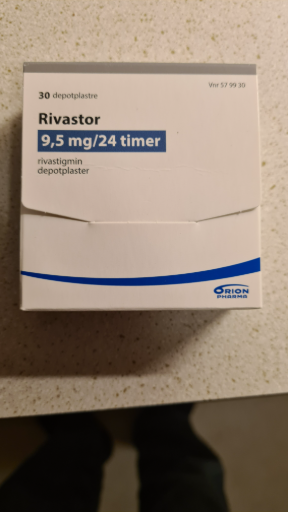 Vnr 57 99 30
30 depotplastre
Rivastor
9,5 mg/24 timer
rivastigmin
depotplaster
ORION
PHARMA